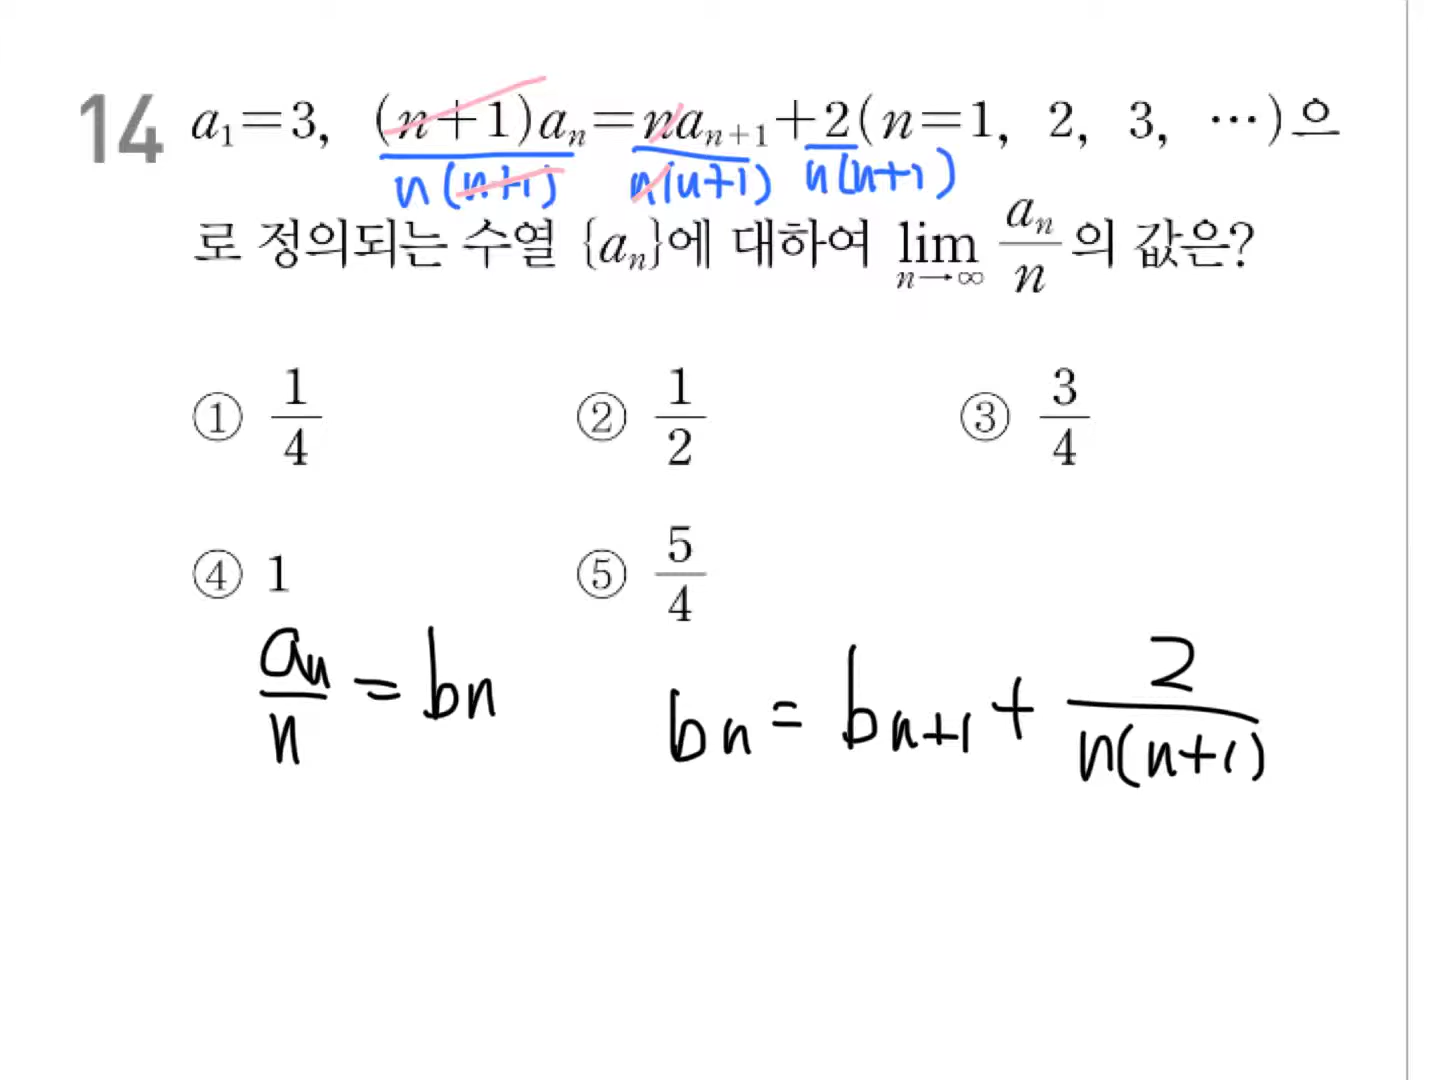 14 a₁=3, (n+1)aₙ=naₙ₊₁+2(n=1, 2, 3, ⋯)으
n(n+1) n(n+1) n(n+1)
로 정의되는 수열 {aₙ}에 대하여 lim n→∞ aₙ/n의 값은?
① 1/4 ② 1/2 ③ 3/4
④ 1 ⑤ 5/4
aₙ/n = bn bn = bn+1 + 2/n(n+1)